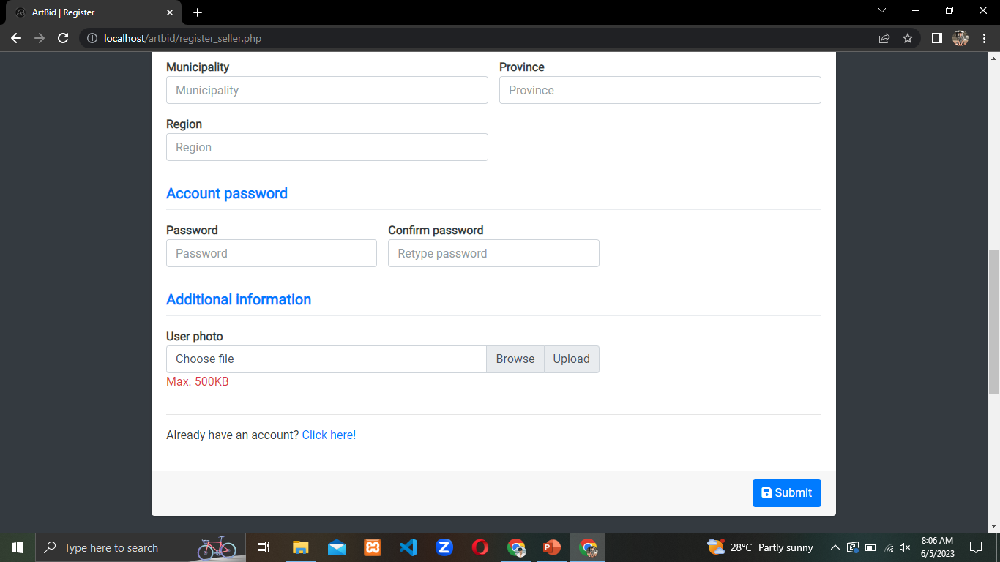 ArtBid | Register
localhost/artbid/register_seller.php
Municipality Province
Municipality Province
Region
Region
Account password
Password Confirm password
Password Retype password
Additional information
User photo
Choose file Browse Upload
Max. 500KB
Already have an account? Click here!
Submit
Type here to search 28°C Partly sunny 8:06 AM
6/5/2023